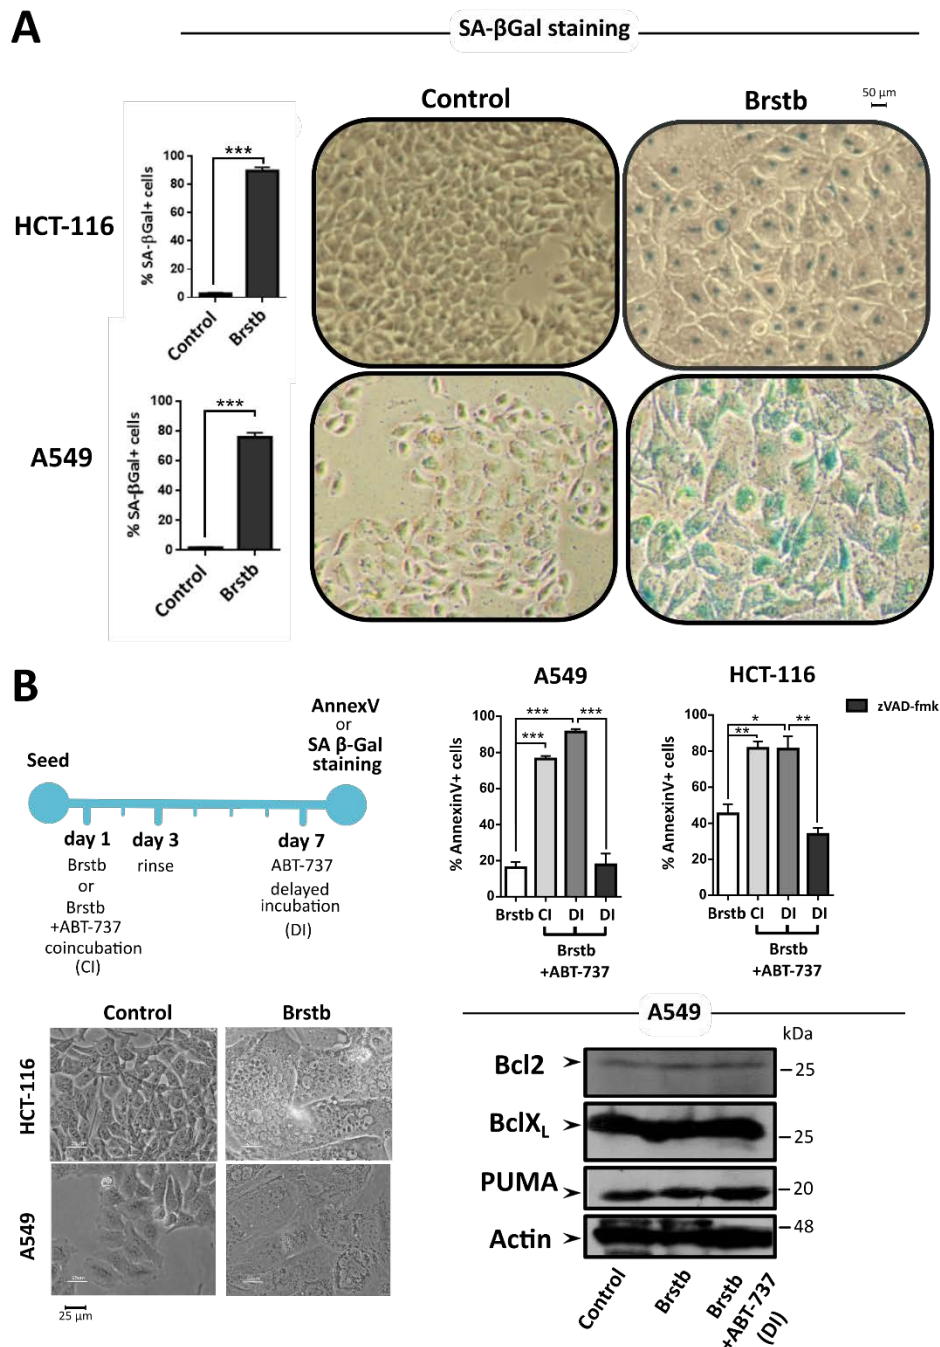 A
SA-βGal staining
Control
Brstb
50 μm
HCT-116
% SA-βGal+ cells
100
80
60
40
20
0
***
Control
Brstb
A549
% SA-βGal+ cells
100
80
60
40
20
0
***
Control
Brstb
B
Seed
AnnexV
or
SA β-Gal
staining
day 1
Brstb
or
Brstb
+ABT-737
coincubation
(CI)
day 3
rinse
day 7
ABT-737
delayed
incubation
(DI)
A549
% AnnexinV+ cells
100
80
60
40
20
0
***
***
***
Brstb CI DI DI
Brstb
+ABT-737
HCT-116
% AnnexinV+ cells
100
80
60
40
20
0
*
**
**
Brstb CI DI DI
Brstb
+ABT-737
zVAD-fmk
Control
Brstb
HCT-116
A549
25 μm
A549
kDa
Bcl2
25
BclXL
25
PUMA
20
Actin
48
Control
Brstb
Brstb
+ABT-737
(DI)